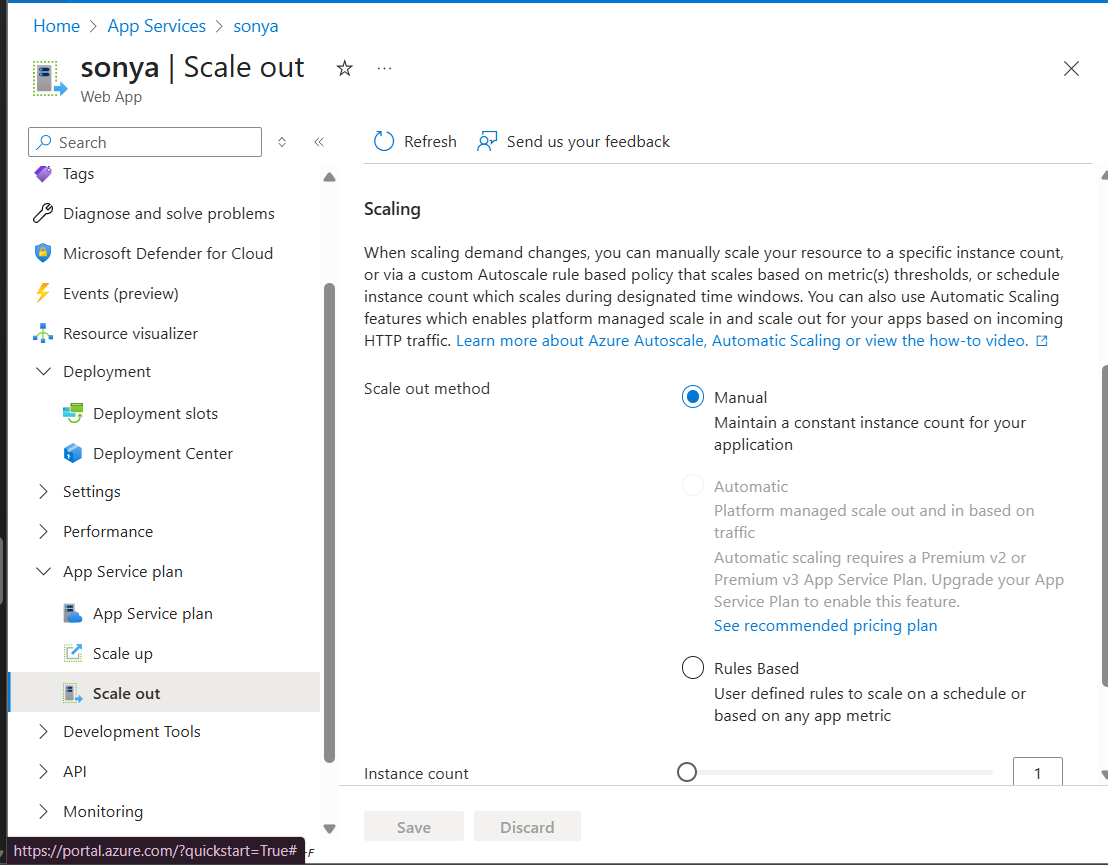 Home > App Services > sonya
sonya | Scale out
Web App
Search
Refresh
Send us your feedback
Tags
Diagnose and solve problems
Microsoft Defender for Cloud
Events (preview)
Resource visualizer
Deployment
Deployment slots
Deployment Center
Settings
Performance
App Service plan
App Service plan
Scale up
Scale out
Development Tools
API
Monitoring
Scaling
When scaling demand changes, you can manually scale your resource to a specific instance count,
or via a custom Autoscale rule based policy that scales based on metric(s) thresholds, or schedule
instance count which scales during designated time windows. You can also use Automatic Scaling
features which enables platform managed scale in and scale out for your apps based on incoming
HTTP traffic. Learn more about Azure Autoscale, Automatic Scaling or view the how-to video.
Scale out method
Manual
Maintain a constant instance count for your
application
Automatic
Platform managed scale out and in based on
traffic
Automatic scaling requires a Premium v2 or
Premium v3 App Service Plan. Upgrade your App
Service Plan to enable this feature.
See recommended pricing plan
Rules Based
User defined rules to scale on a schedule or
based on any app metric
Instance count
1
Save
Discard
https://portal.azure.com/?quickstart=True#